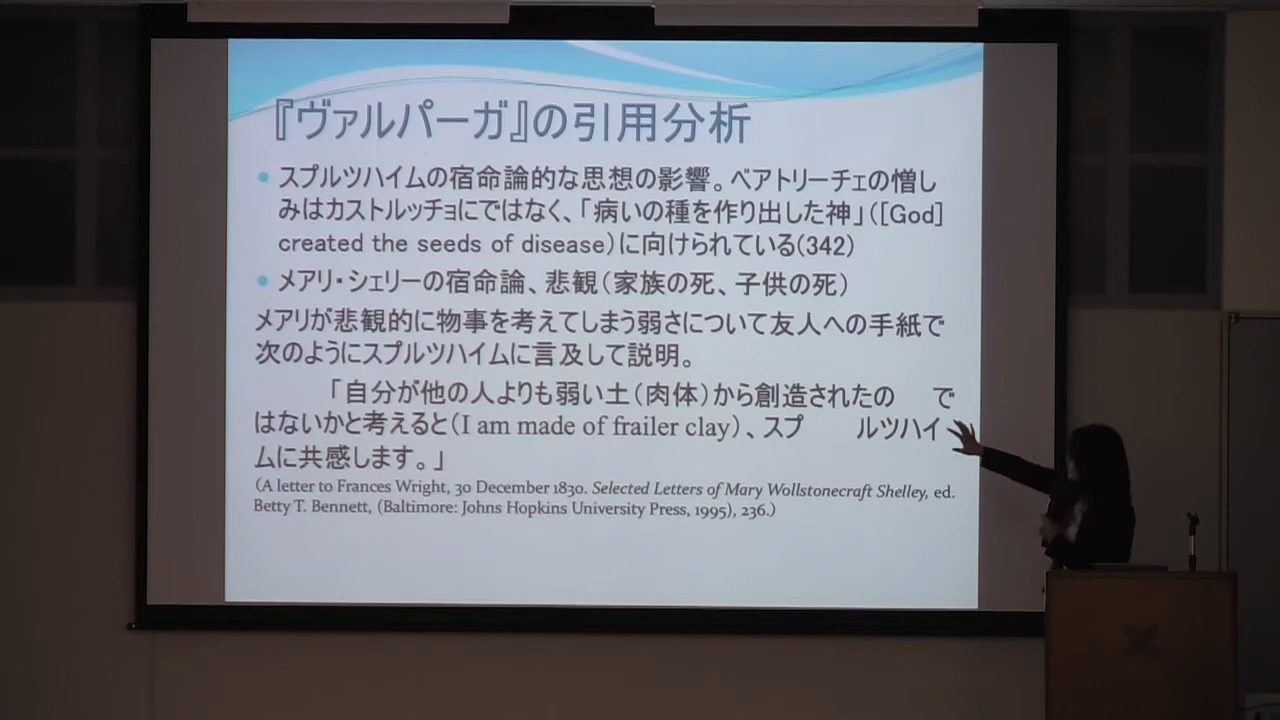 『ヴァルパーガ』の引用分析
• スプルツハイムの宿命論的な思想の影響。ベアトリーチェの憎し
みはカストルッチョにではなく、「病いの種を作り出した神」([God]
created the seeds of disease)に向けられている(342)
• メアリ・シェリーの宿命論、悲観(家族の死、子供の死)
メアリが悲観的に物事を考えてしまう弱さについて友人への手紙で
次のようにスプルツハイムに言及して説明。
「自分が他の人よりも弱い土(肉体)から創造されたの で
はないかと考えると(I am made of frailer clay)、スプ ルツハイ
ムに共感します。」
(A letter to Frances Wright, 30 December 1830. Selected Letters of Mary Wollstonecraft Shelley, ed.
Betty T. Bennett, (Baltimore: Johns Hopkins University Press, 1995), 236.)